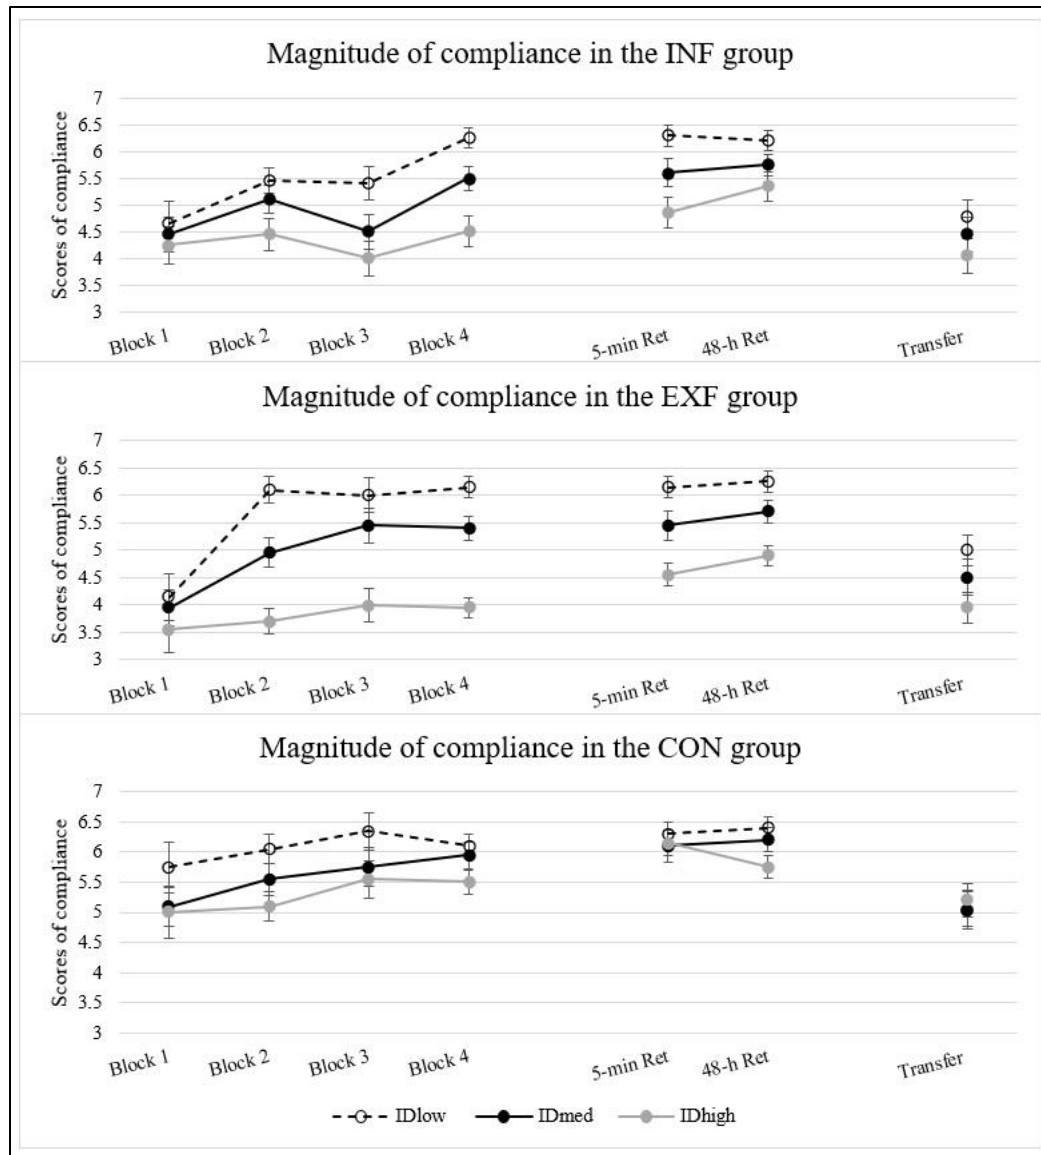 Magnitude of compliance in the INF group
Scores of compliance
7
6.5
6
5.5
5
4.5
4
3.5
3
Block 1
Block 2
Block 3
Block 4
5-min Ret
48-h Ret
Transfer
Magnitude of compliance in the EXF group
Scores of compliance
7
6.5
6
5.5
5
4.5
4
3.5
3
Block 1
Block 2
Block 3
Block 4
5-min Ret
48-h Ret
Transfer
Magnitude of compliance in the CON group
Scores of compliance
7
6.5
6
5.5
5
4.5
4
3.5
3
Block 1
Block 2
Block 3
Block 4
5-min Ret
48-h Ret
Transfer
IDlow IDmed IDhigh